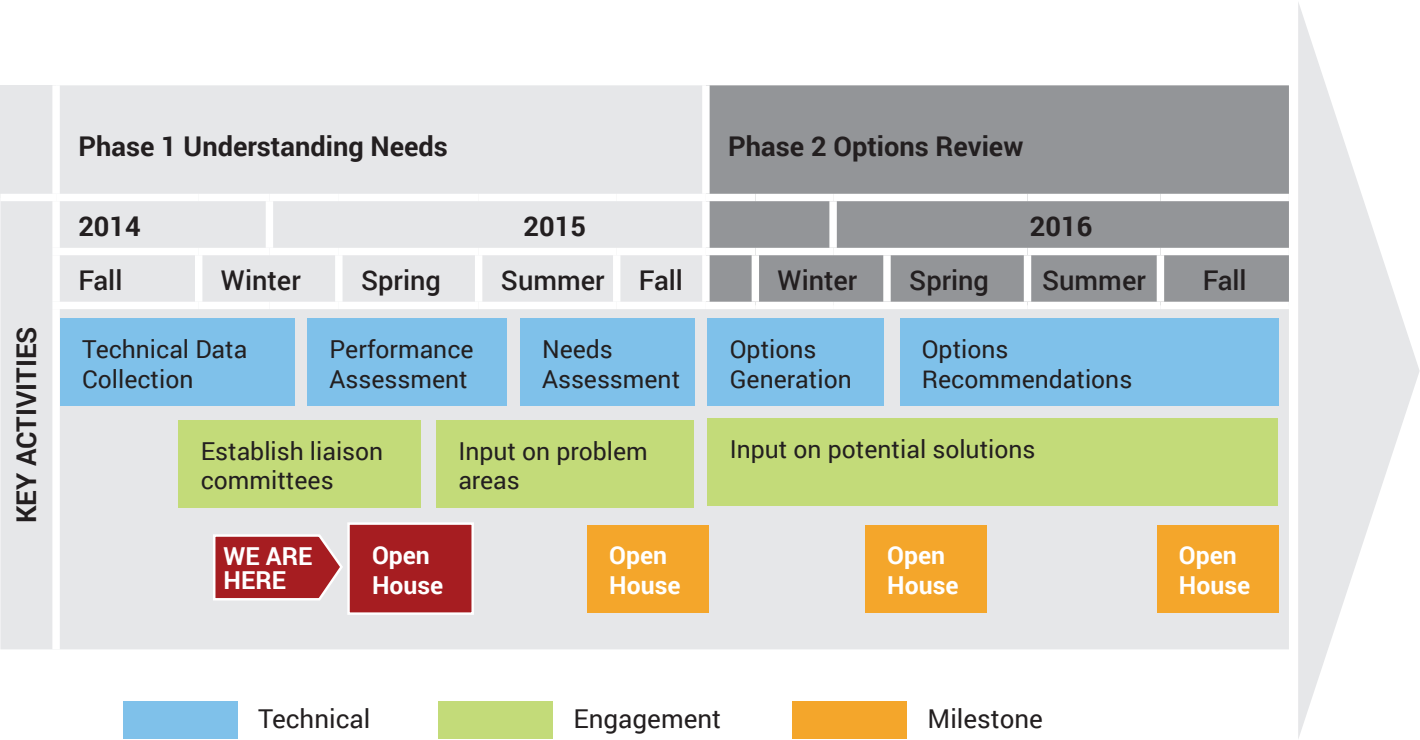 Phase 1 Understanding Needs
Phase 2 Options Review
2014
2015
2016
Fall
Winter
Spring
Summer
Fall
Winter
Spring
Summer
Fall
KEY ACTIVITIES
Technical Data
Collection
Performance
Assessment
Needs
Assessment
Options
Generation
Options
Recommendations
Establish liaison
committees
Input on problem
areas
Input on potential solutions
WE ARE
HERE
Open
House
Open
House
Open
House
Open
House
Technical
Engagement
Milestone